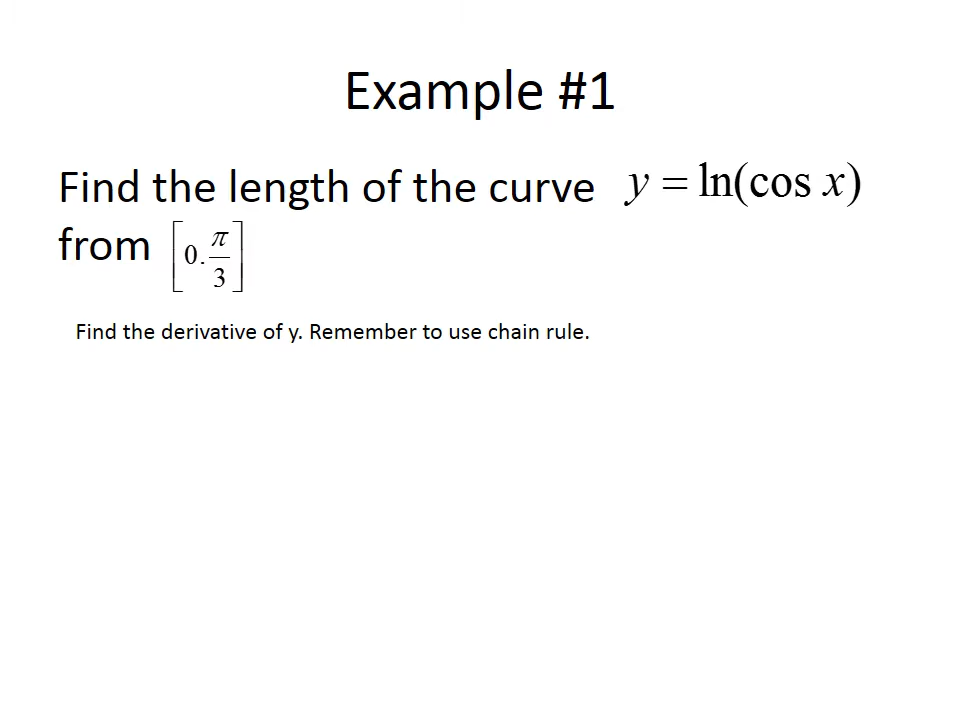 Example #1
Find the length of the curve y = ln(cos x)
from [0. π/3]
Find the derivative of y. Remember to use chain rule.